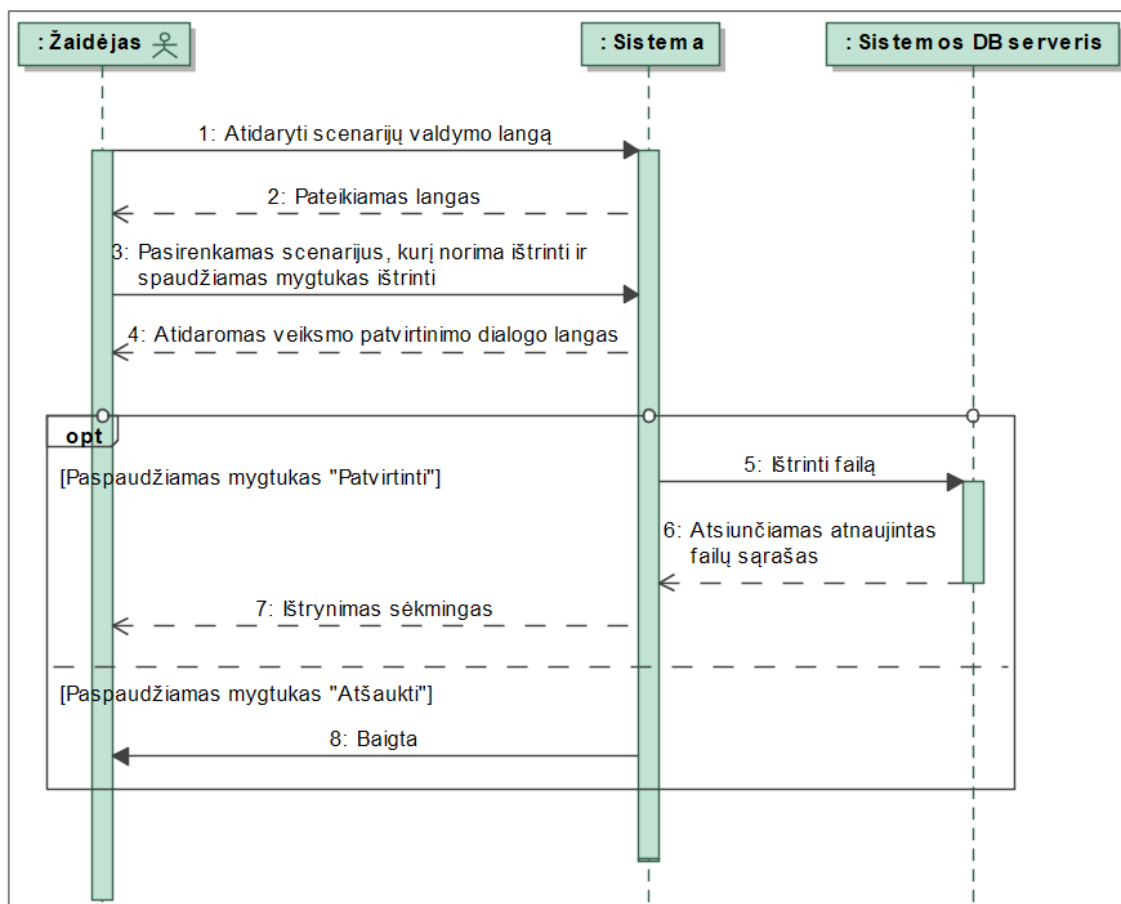 : Žaidėjas
: Sistema
: Sistemos DB serveris
1: Atidaryti scenarijų valdymo langą
2: Pateikiamas langas
3: Pasirenkamas scenarijus, kurį norima ištrinti ir
spaudžiamas mygtukas ištrinti
4: Atidaromas veiksmo patvirtinimo dialogo langas
opt
[Paspaudžiamas mygtukas "Patvirtinti"]
5: Ištrinti failą
6: Atsiunčiamas atnaujintas
failų sąrašas
7: Ištrynimas sėkmingas
[Paspaudžiamas mygtukas "Atšaukti"]
8: Baigta